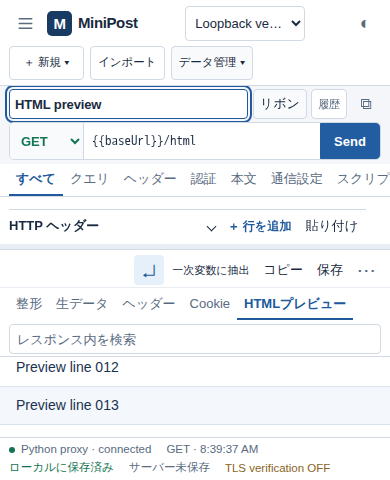 M MiniPost Loopback ve…
＋ 新規 ▾ インポート データ管理 ▾
HTML preview リボン 履歴
GET {{baseUrl}}/html Send
すべて クエリ ヘッダー 認証 本文 通信設定 スクリプ
HTTP ヘッダー + 行を追加 貼り付け
一次変数に抽出 コピー 保存 ···
整形 生データ ヘッダー Cookie HTMLプレビュー
レスポンス内を検索
Preview line 012
Preview line 013
Python proxy · connected GET · 8:39:37 AM
ローカルに保存済み サーバー未保存 TLS verification OFF